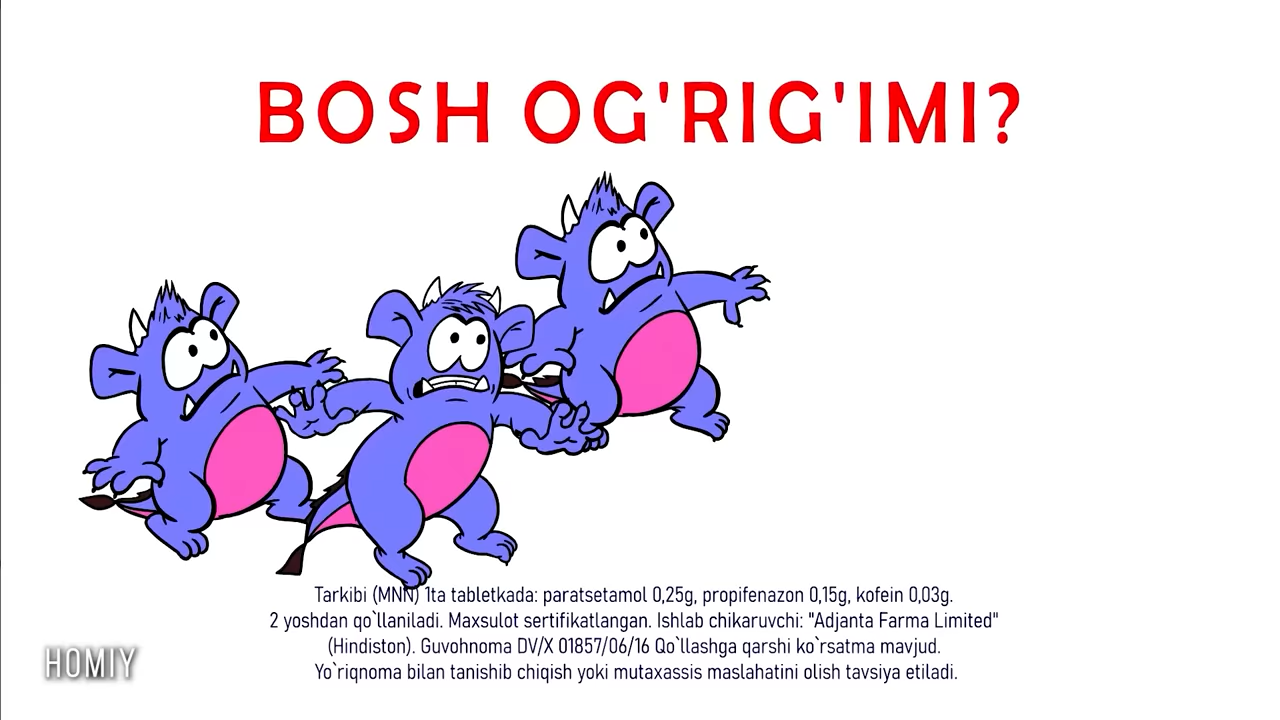 BOSH OG'RIG'IMI?
Tarkibi (MNN) 1ta tabletkada: paratsetamol 0,25g, propifenazon 0,15g, kofein 0,03g.
2 yoshdan qo`llaniladi. Maxsulot sertifikatlangan. Ishlab chikaruvchi: "Adjanta Farma Limited"
(Hindiston). Guvohnoma DV/X 01857/06/16 Qo`llashga qarshi ko`rsatma mavjud.
Yo`riqnoma bilan tanishib chiqish yoki mutaxassis maslahatini olish tavsiya etiladi.
HOMIY